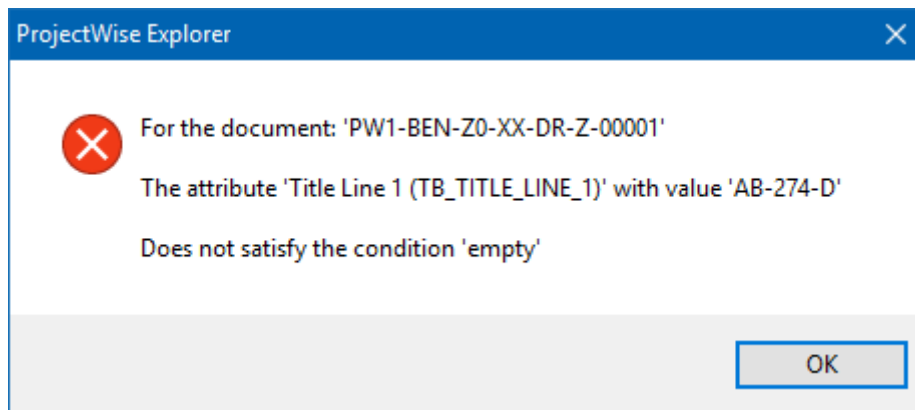 ProjectWise Explorer
For the document: 'PW1-BEN-Z0-XX-DR-Z-00001'
The attribute 'Title Line 1 (TB_TITLE_LINE_1)' with value 'AB-274-D'
Does not satisfy the condition 'empty'
OK